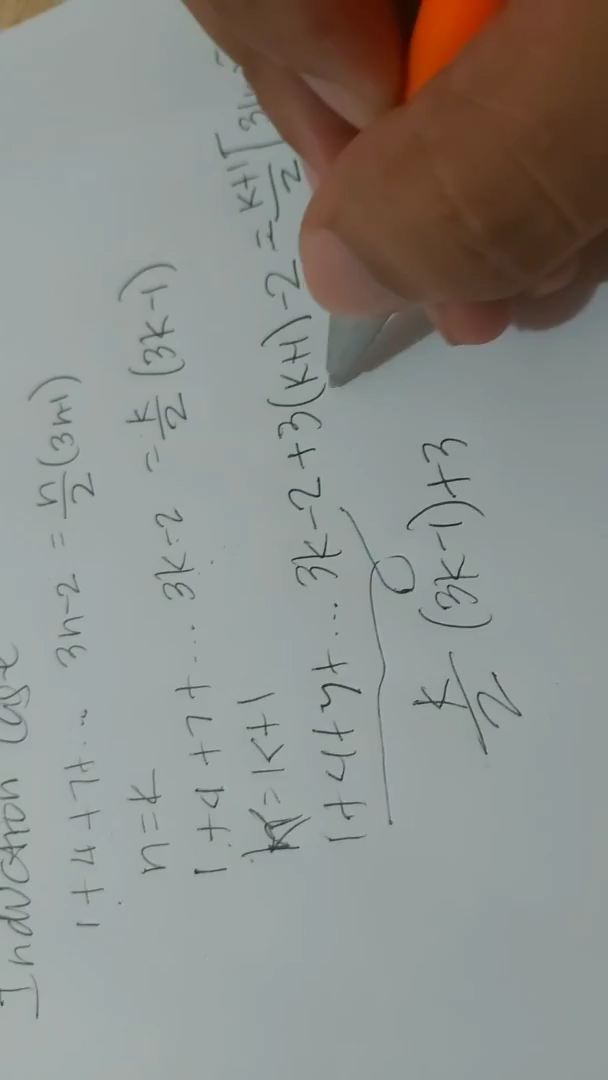 Induction Case
1 + 4 + 7 + ... 3n-2 = n/2 (3n-1)
n = k
1 + 4 + 7 + ... 3k-2 = k/2 (3k-1)
n = k+1
1 + 4 + 7 + ... 3k-2 + 3(k+1)-2 = k+1/2 [3
k/2 (3k-1) + 3